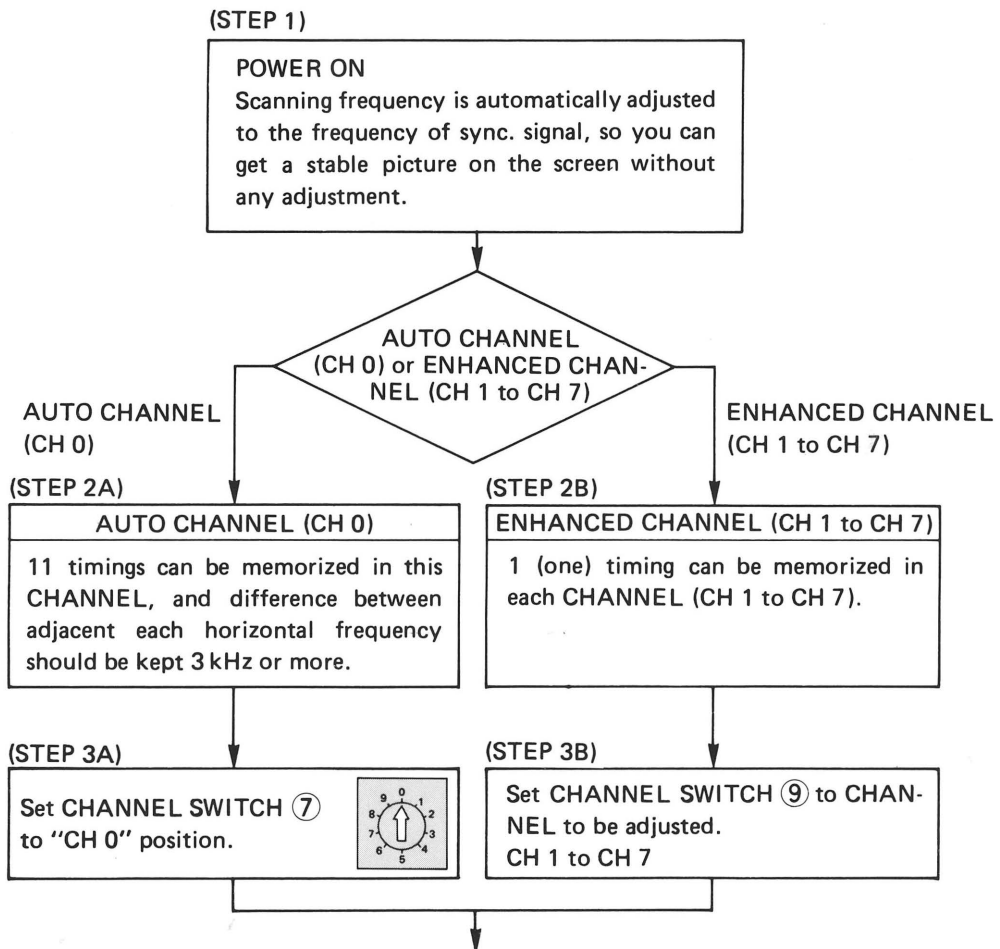 (STEP 1)
POWER ON
Scanning frequency is automatically adjusted
to the frequency of sync. signal, so you can
get a stable picture on the screen without
any adjustment.
AUTO CHANNEL
(CH 0) or ENHANCED CHAN-
NEL (CH 1 to CH 7)
AUTO CHANNEL
(CH 0)
ENHANCED CHANNEL
(CH 1 to CH 7)
(STEP 2A)
AUTO CHANNEL (CH 0)
11 timings can be memorized in this
CHANNEL, and difference between
adjacent each horizontal frequency
should be kept 3 kHz or more.
(STEP 2B)
ENHANCED CHANNEL (CH 1 to CH 7)
1 (one) timing can be memorized in
each CHANNEL (CH 1 to CH 7).
(STEP 3A)
Set CHANNEL SWITCH ⑦
to "CH 0" position.
0
1
2
3
4
5
6
7
8
9
(STEP 3B)
Set CHANNEL SWITCH ⑨ to CHAN-
NEL to be adjusted.
CH 1 to CH 7